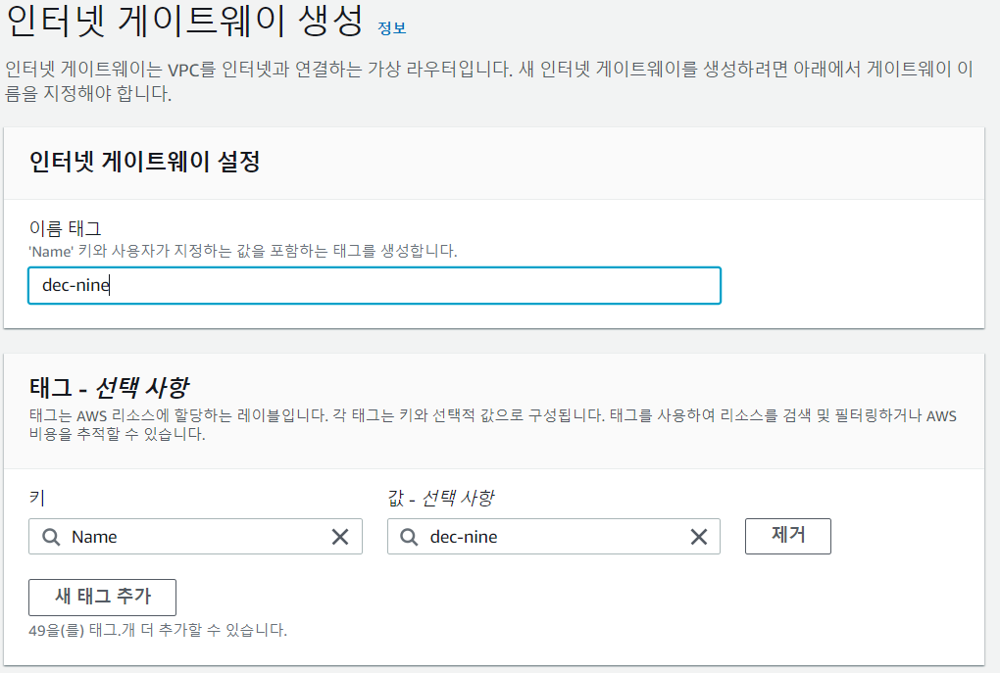 인터넷 게이트웨이 생성 정보
인터넷 게이트웨이는 VPC를 인터넷과 연결하는 가상 라우터입니다. 새 인터넷 게이트웨이를 생성하려면 아래에서 게이트웨이 이
름을 지정해야 합니다.
인터넷 게이트웨이 설정
이름 태그
'Name' 키와 사용자가 지정하는 값을 포함하는 태그를 생성합니다.
dec-nine
태그 - 선택 사항
태그는 AWS 리소스에 할당하는 레이블입니다. 각 태그는 키와 선택적 값으로 구성됩니다. 태그를 사용하여 리소스를 검색 및 필터링하거나 AWS
비용을 추적할 수 있습니다.
키 값 - 선택 사항
Name dec-nine 제거
새 태그 추가
49을(를) 태그.개 더 추가할 수 있습니다.